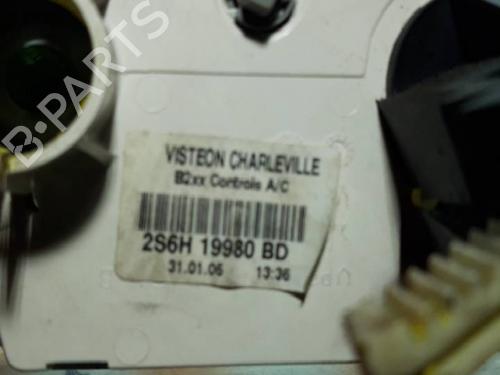 B-PARTS
VISTEON CHARLEVILLE
B2xx Controls A/C
2S6H 19980 BD
31.01.06 13:36